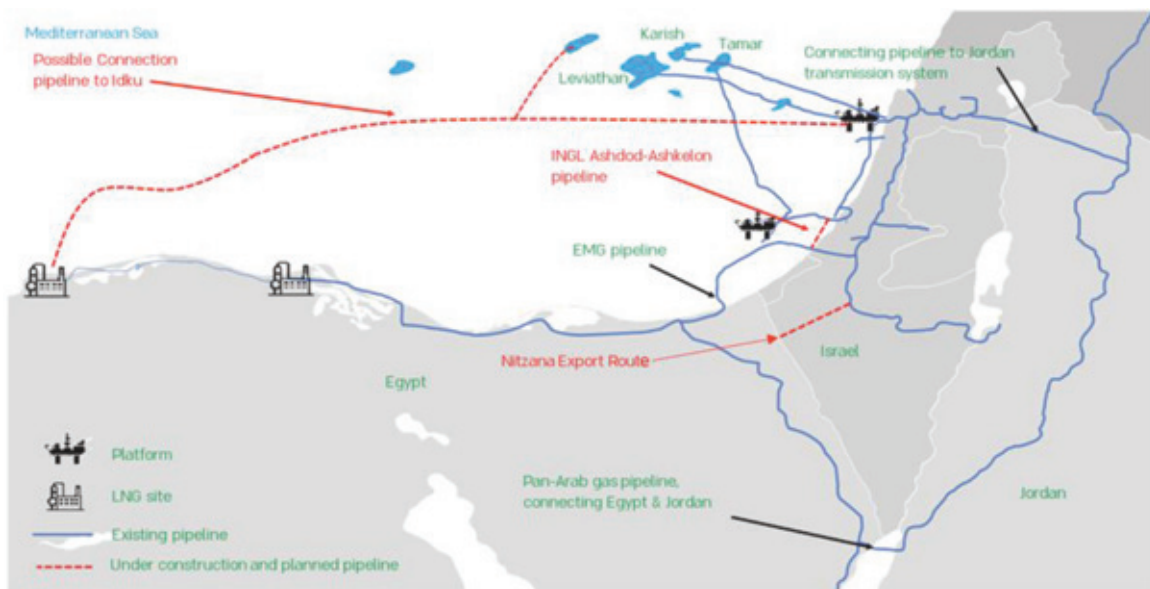 Mediterranean Sea
Possible Connection
pipeline to Idku
Karish
Tamar
Leviathan
Connecting pipeline to Jordan
transmission system
INGL Ashdod-Ashkelon
pipeline
EMG pipeline
Nitzana Export Route
Israel
Egypt
Platform
LNG site
Existing pipeline
Under construction and planned pipeline
Pan-Arab gas pipeline,
connecting Egypt & Jordan
Jordan